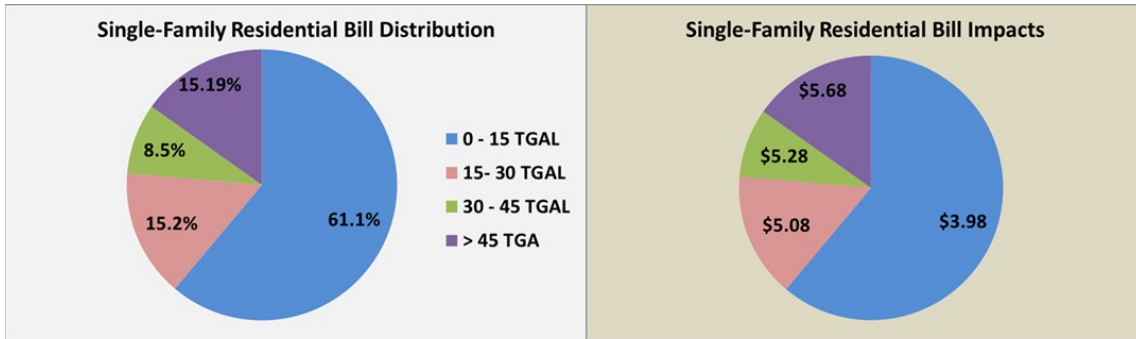 Single-Family Residential Bill Distribution
15.19%
8.5%
15.2%
61.1%
0 - 15 TGAL
15- 30 TGAL
30 - 45 TGAL
> 45 TGA
Single-Family Residential Bill Impacts
$5.68
$5.28
$5.08
$3.98